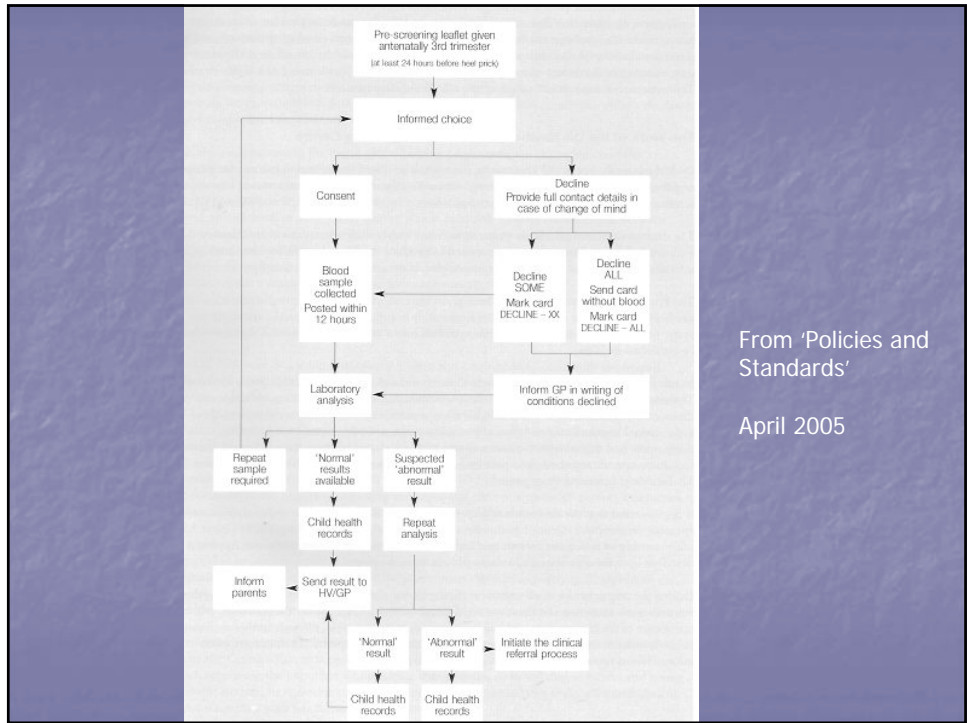 Pre-screening leaflet given
antenatally 3rd trimester
(at least 24 hours before heel prick)
Informed choice
Consent
Decline
Provide full contact details in
case of change of mind
Blood
sample
collected
Posted within
12 hours
Decline
SOME
Mark card
DECLINE – XX
Decline
ALL
Send card
without blood
Mark card
DECLINE – ALL
Laboratory
analysis
Inform GP in writing of
conditions declined
Repeat
sample
required
'Normal'
results
available
Suspected
'abnormal'
result
Child health
records
Repeat
analysis
Inform
parents
Send result to
HV/GP
'Normal'
result
'Abnormal'
result
Initiate the clinical
referral process
Child health
records
Child health
records
From 'Policies and
Standards'
April 2005